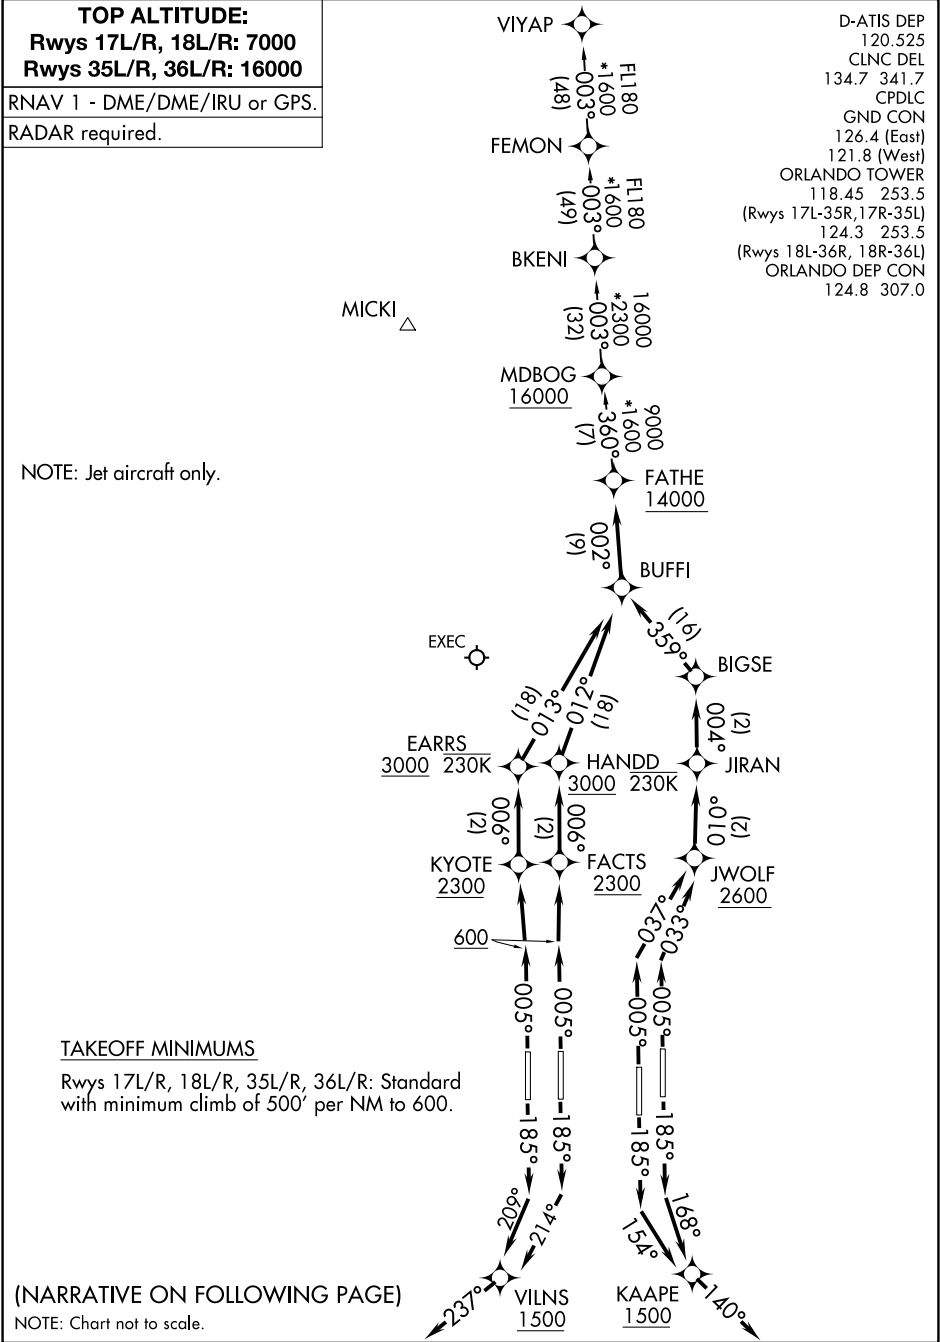 TOP ALTITUDE:
Rwys 17L/R, 18L/R: 7000
Rwys 35L/R, 36L/R: 16000
RNAV 1 - DME/DME/IRU or GPS.
RADAR required.
D-ATIS DEP
120.525
CLNC DEL
134.7 341.7
CPDLC
GND CON
126.4 (East)
121.8 (West)
ORLANDO TOWER
118.45 253.5
(Rwys 17L-35R,17R-35L)
124.3 253.5
(Rwys 18L-36R, 18R-36L)
ORLANDO DEP CON
124.8 307.0
VIYAP
FL180
*1600
003°
(48)
FEMON
FL180
*1600
003°
(49)
BKENI
16000
*2300
003°
(32)
MICKI
MDBOG
16000
9000
*1600
360°
(7)
NOTE: Jet aircraft only.
FATHE
14000
002°
(9)
BUFFI
(16)
359°
EXEC
BIGSE
(18)
013°
012°
(18)
(2)
004°
EARRS
3000 230K
HANDD
3000 230K
JIRAN
006°
(2)
006°
(2)
010°
(2)
KYOTE
2300
FACTS
2300
JWOLF
2600
037°
033°
600
005°
005°
005°
005°
TAKEOFF MINIMUMS
Rwys 17L/R, 18L/R, 35L/R, 36L/R: Standard
with minimum climb of 500' per NM to 600.
185°
185°
185°
185°
209°
214°
154°
168°
(NARRATIVE ON FOLLOWING PAGE)
NOTE: Chart not to scale.
237°
VILNS
1500
KAAPE
1500
140°